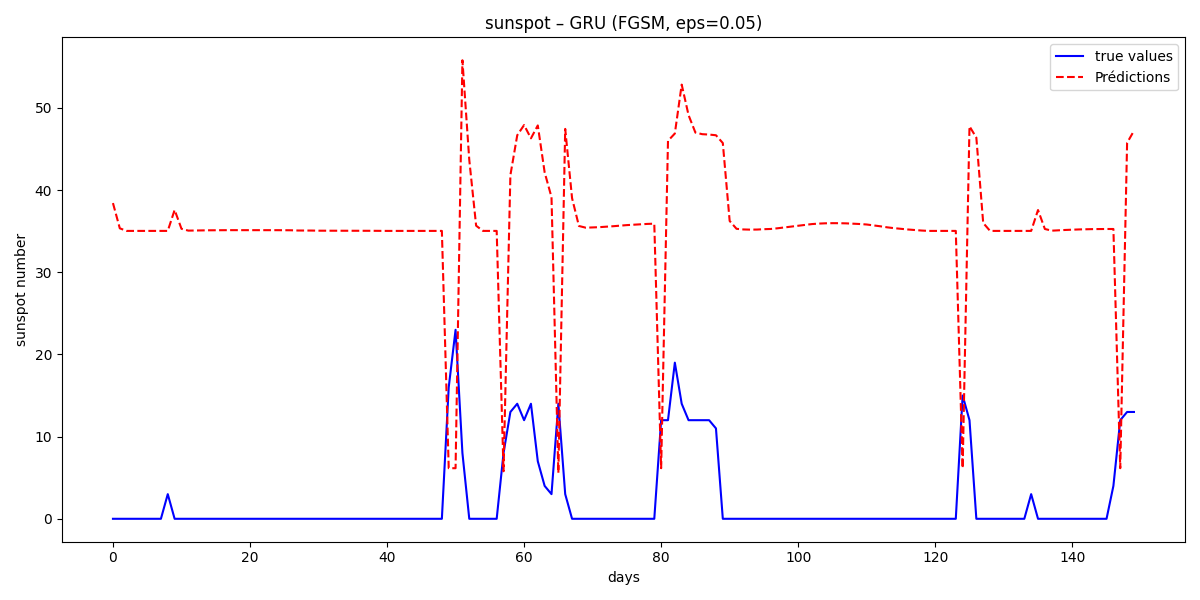 sunspot – GRU (FGSM, eps=0.05)
true values
Prédictions
sunspot number
50
40
30
20
10
0
0 20 40 60 80 100 120 140
days